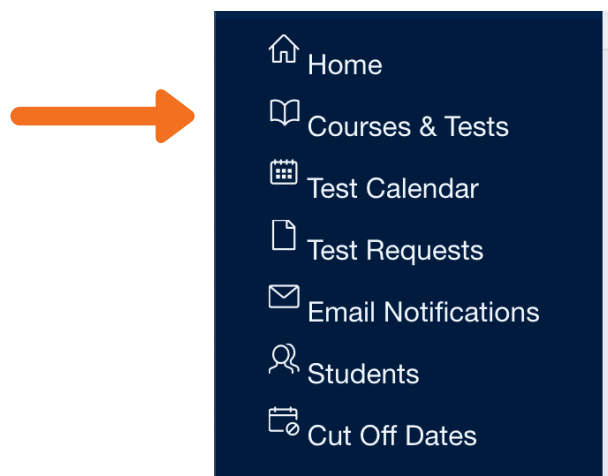 Home
Courses & Tests
Test Calendar
Test Requests
Email Notifications
Students
Cut Off Dates